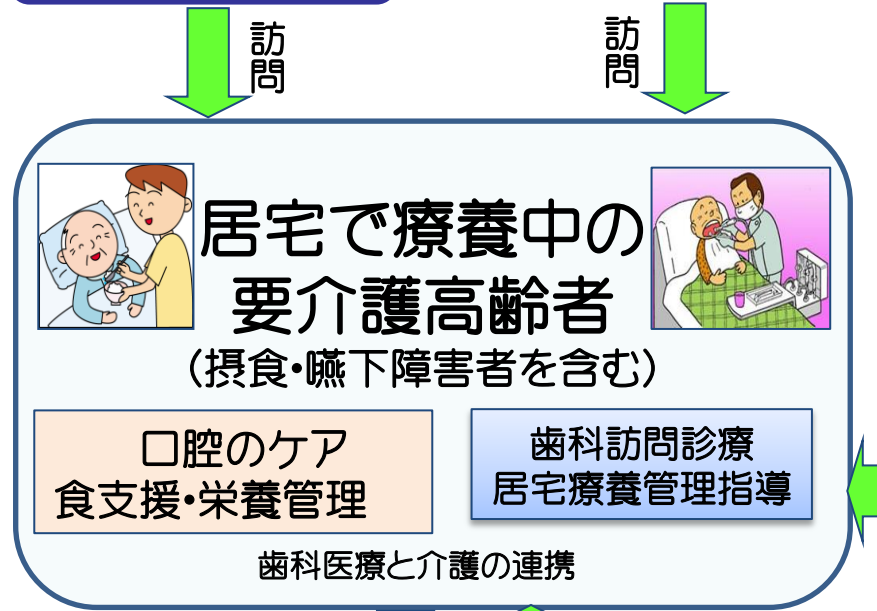 訪問
訪問
居宅で療養中の
要介護高齢者
（摂食・嚥下障害者を含む）
口腔のケア
食支援・栄養管理
歯科訪問診療
居宅療養管理指導
歯科医療と介護の連携